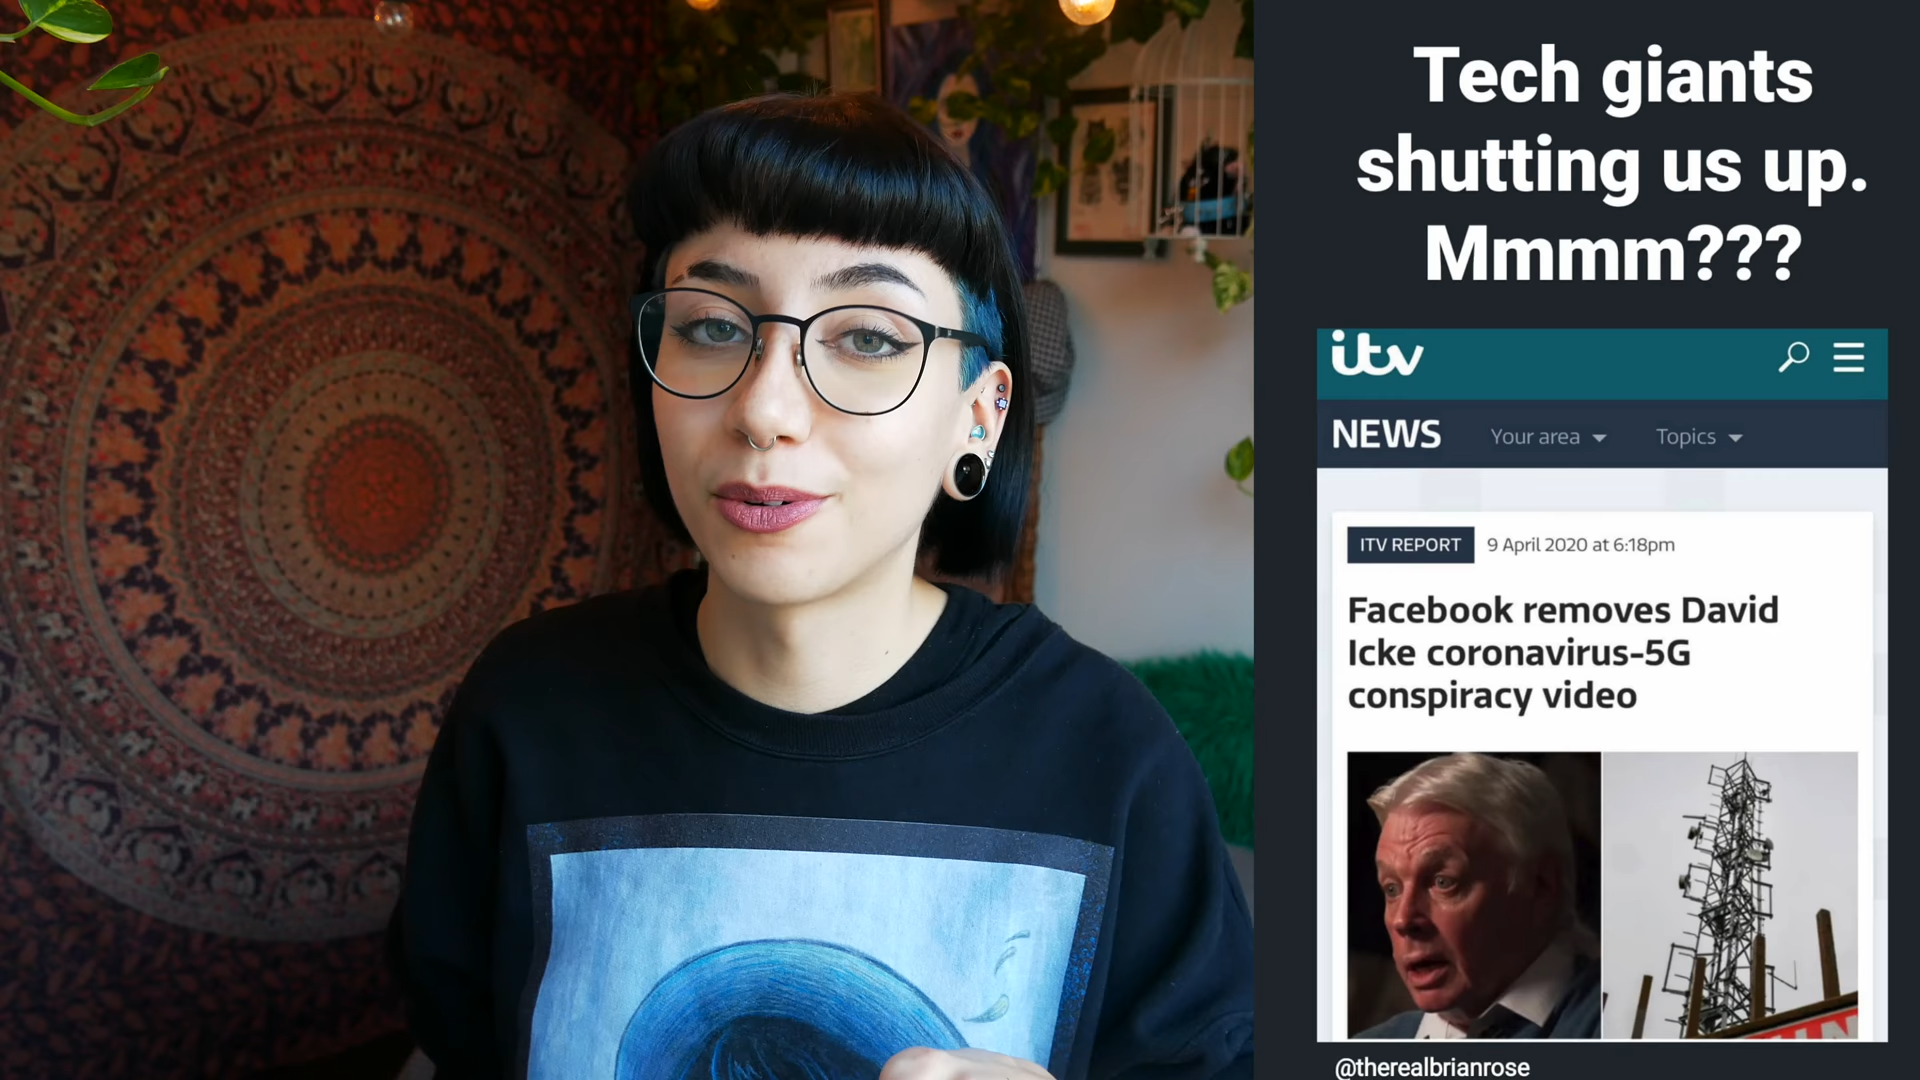 Tech giants
shutting us up.
Mmmm???
itv
NEWS
Your area
Topics
ITV REPORT
9 April 2020 at 6:18pm
Facebook removes David
Icke coronavirus-5G
conspiracy video
@therealbrianrose